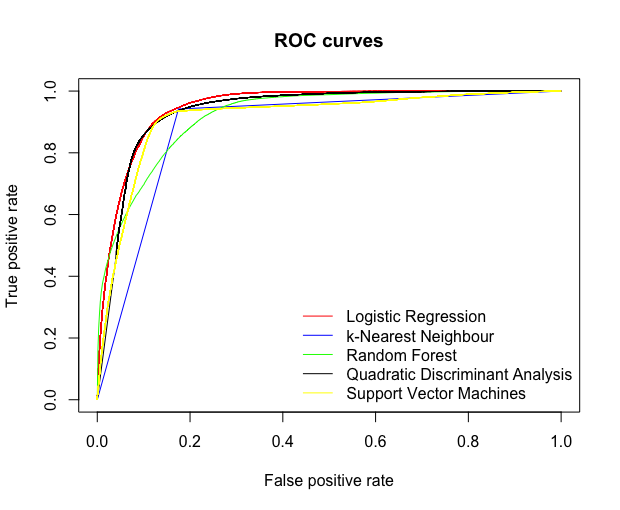 ROC curves
True positive rate
1.0
0.8
0.6
0.4
0.2
0.0
Logistic Regression
k-Nearest Neighbour
Random Forest
Quadratic Discriminant Analysis
Support Vector Machines
0.0 0.2 0.4 0.6 0.8 1.0
False positive rate